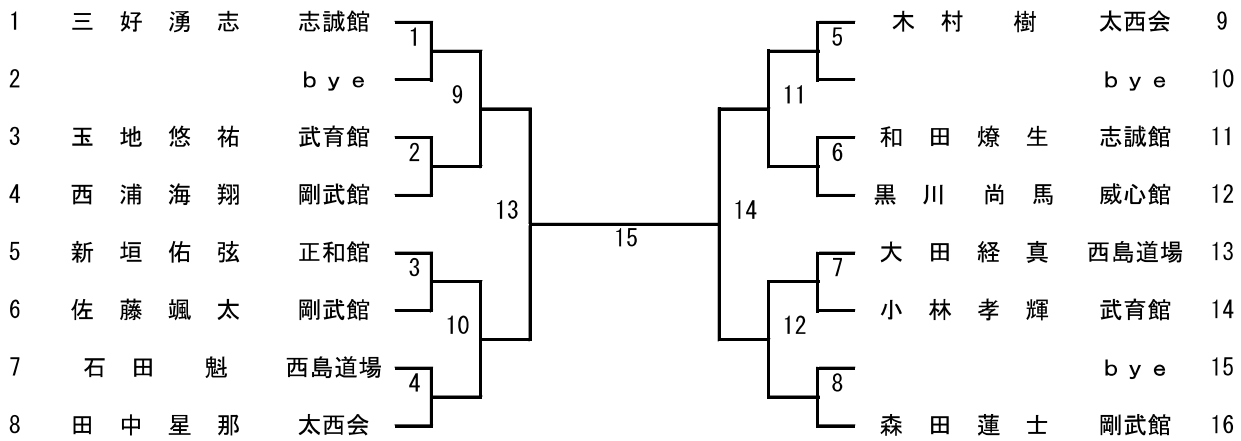 1 三好湧志 志誠館
2 bye
3 玉地悠祐 武育館
4 西浦海翔 剛武館
5 新垣佑弦 正和館
6 佐藤颯太 剛武館
7 石田 魁 西島道場
8 田中星那 太西会
1
2
3
4
9
10
13
15
14
11
12
5
6
7
8
木村 樹 太西会 9
bye 10
和田燎生 志誠館 11
黒川 尚馬 威心館 12
大田経真 西島道場 13
小林孝輝 武育館 14
bye 15
森田蓮士 剛武館 16